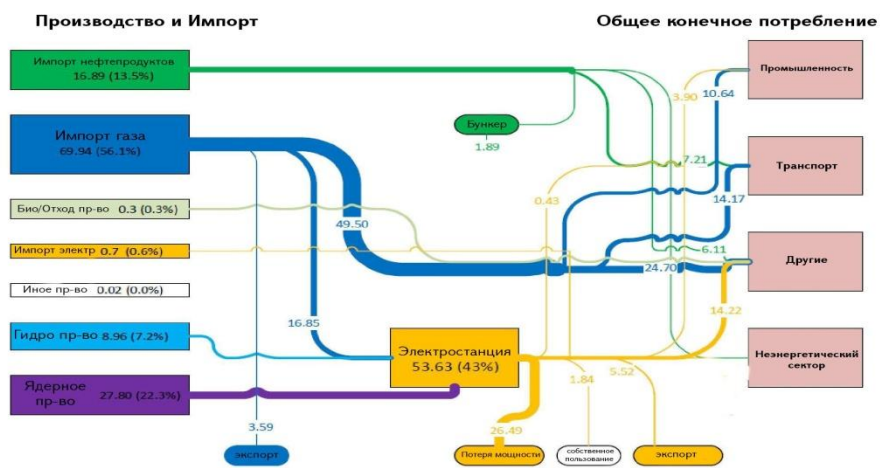 Производство и Импорт
Общее конечное потребление
Импорт нефтепродуктов
16.89 (13.5%)
Импорт газа
69.94 (56.1%)
Био/Отход пр-во 0.3 (0.3%)
Импорт электр 0.7 (0.6%)
Иное пр-во 0.02 (0.0%)
Гидро пр-во 8.96 (7.2%)
Ядерное
пр-во
27.80 (22.3%)
Бункер
1.89
49.50
16.85
3.59
экспорт
Электростанция
53.63 (43%)
26.49
Потеря мощности
1.84
собственное
пользование
5.52
экспорт
0.43
3.90
10.64
7.21
14.17
6.11
24.70
14.22
Промышленность
Транспорт
Другие
Неэнергетический
сектор